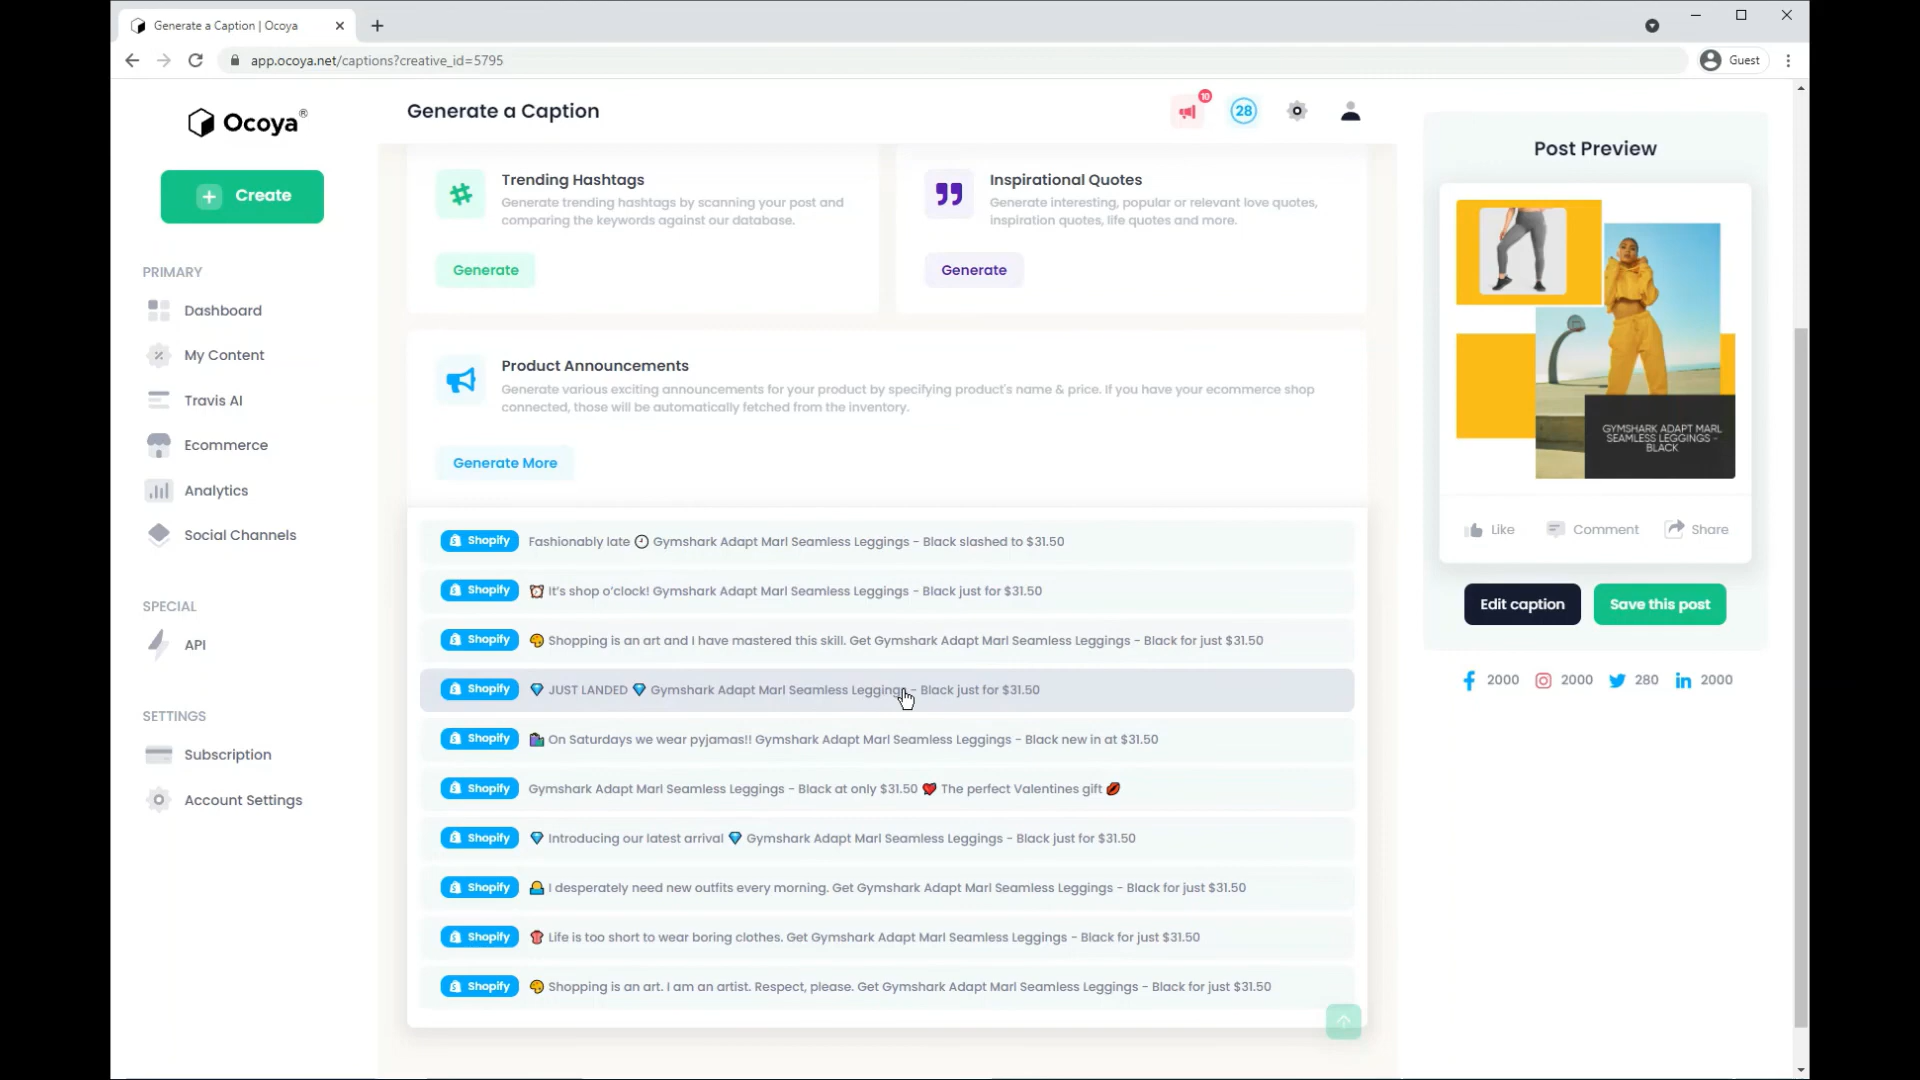 Generate a Caption | Ocoya
app.ocoya.net/captions?creative_id=5795
Guest
Ocoya®
Create
PRIMARY
Dashboard
My Content
Travis AI
Ecommerce
Analytics
Social Channels
SPECIAL
API
SETTINGS
Subscription
Account Settings
Generate a Caption
10
28
Trending Hashtags
Generate trending hashtags by scanning your post and
comparing the keywords against our database.
Generate
Inspirational Quotes
Generate interesting, popular or relevant love quotes,
inspiration quotes, life quotes and more.
Generate
Product Announcements
Generate various exciting announcements for your product by specifying product's name & price. If you have your ecommerce shop
connected, those will be automatically fetched from the inventory.
Generate More
Shopify Fashionably late 🕘 Gymshark Adapt Marl Seamless Leggings - Black slashed to $31.50
Shopify ⏰ It's shop o'clock! Gymshark Adapt Marl Seamless Leggings - Black just for $31.50
Shopify 🎨 Shopping is an art and I have mastered this skill. Get Gymshark Adapt Marl Seamless Leggings - Black for just $31.50
Shopify 💎 JUST LANDED 💎 Gymshark Adapt Marl Seamless Leggings - Black just for $31.50
Shopify 🛍 On Saturdays we wear pyjamas!! Gymshark Adapt Marl Seamless Leggings - Black new in at $31.50
Shopify Gymshark Adapt Marl Seamless Leggings - Black at only $31.50 ❤️ The perfect Valentines gift 💋
Shopify 💎 Introducing our latest arrival 💎 Gymshark Adapt Marl Seamless Leggings - Black just for $31.50
Shopify 🌅 I desperately need new outfits every morning. Get Gymshark Adapt Marl Seamless Leggings - Black for just $31.50
Shopify 👚 Life is too short to wear boring clothes. Get Gymshark Adapt Marl Seamless Leggings - Black for just $31.50
Shopify 🎨 Shopping is an art. I am an artist. Respect, please. Get Gymshark Adapt Marl Seamless Leggings - Black for just $31.50
Post Preview
GYMSHARK ADAPT MARL
SEAMLESS LEGGINGS -
BLACK
Like Comment Share
Edit caption Save this post
2000 2000 280 2000